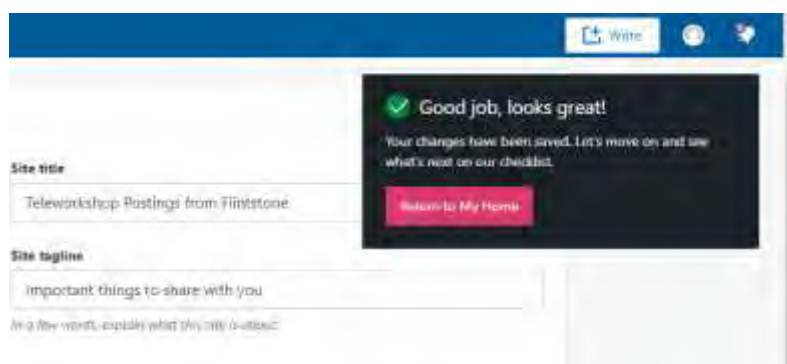 Write
Good job, looks great!
Your changes have been saved. Let's move on and see
what's next on our checklist.
Return to My Home
Site title
Teleworkshop Postings from Flintstone
Site tagline
Important things to share with you
In a few words, explain what this site is about.